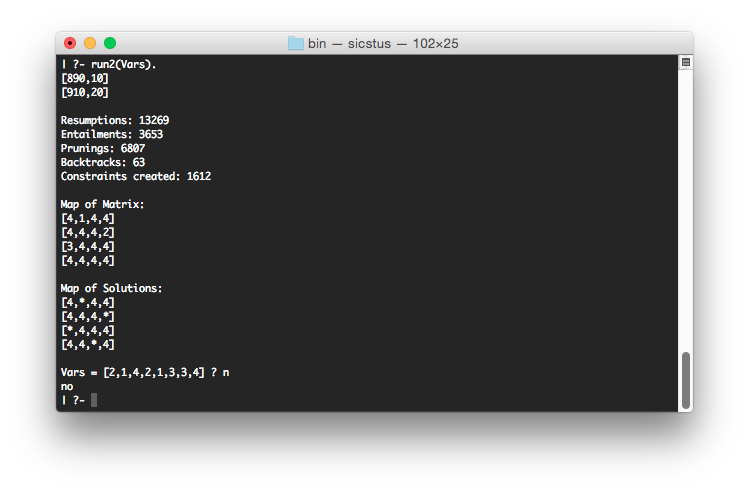 bin — sicstus — 102×25
| ?- run2(Vars).
[890,10]
[910,20]
Resumptions: 13269
Entailments: 3653
Prunings: 6807
Backtracks: 63
Constraints created: 1612
Map of Matrix:
[4,1,4,4]
[4,4,4,2]
[3,4,4,4]
[4,4,4,4]
Map of Solutions:
[4,*,4,4]
[4,4,4,*]
[*,4,4,4]
[4,4,*,4]
Vars = [2,1,4,2,1,3,3,4] ? n
no
| ?-